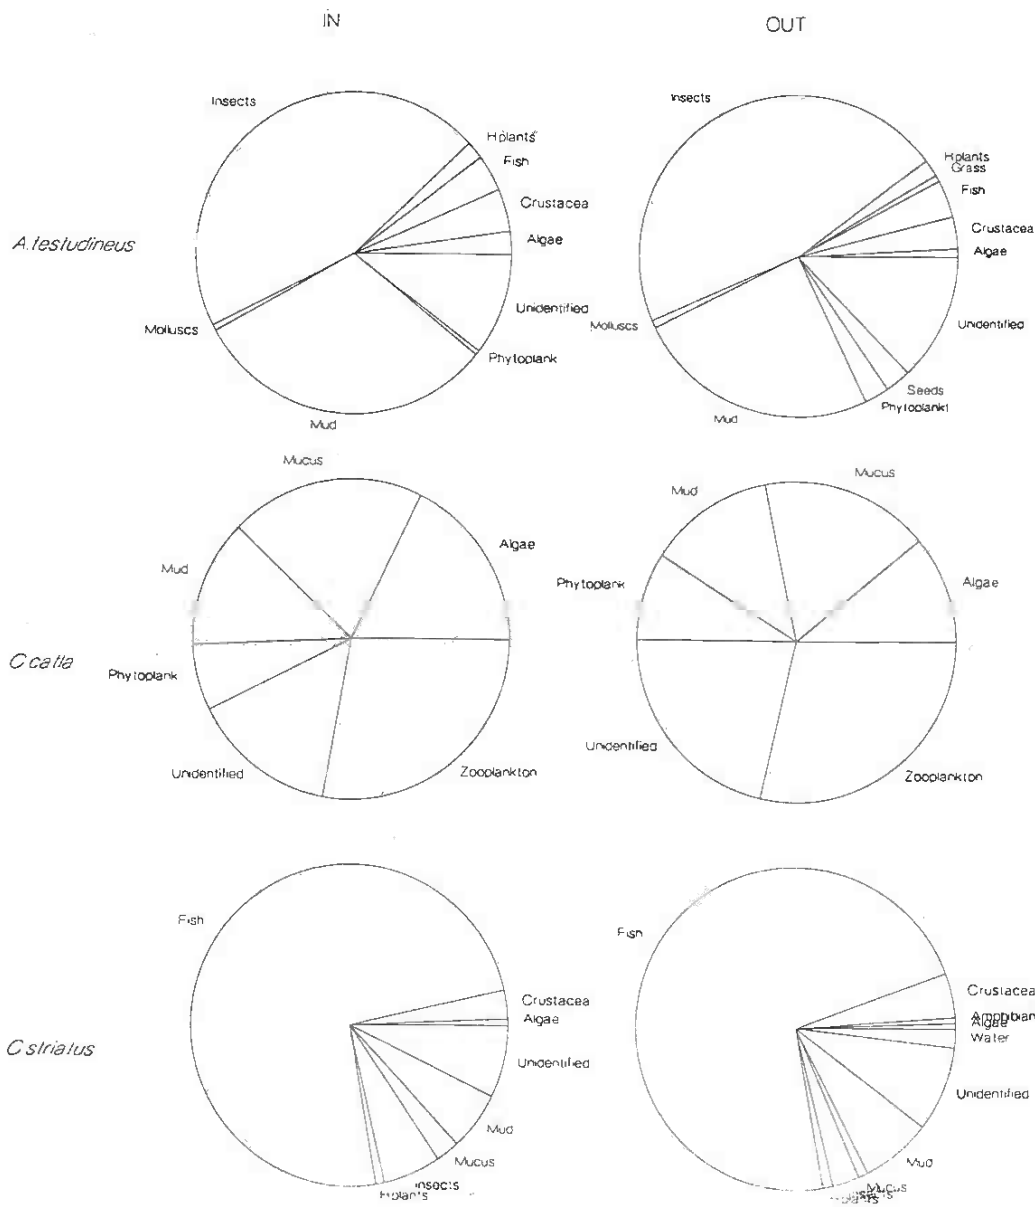 IN
OUT
Insects
H plants
Fish
Crustacea
Algae
Unidentified
Phytoplank
Mud
Molluscs
A. testudineus
Insects
H plants
Grass
Fish
Crustacea
Algae
Unidentified
Seeds
Phytoplankt
Mud
Molluscs
Mucus
Algae
Mud
Phytoplank
Unidentified
Zooplankton
C catla
Mud
Mucus
Phytoplank
Algae
Unidentified
Zooplankton
Fish
Crustacea
Algae
Unidentified
Mud
Mucus
Insects
H plants
C striatus
Fish
Crustacea
Amphibian
Algae
Water
Unidentified
Mud
Mucus